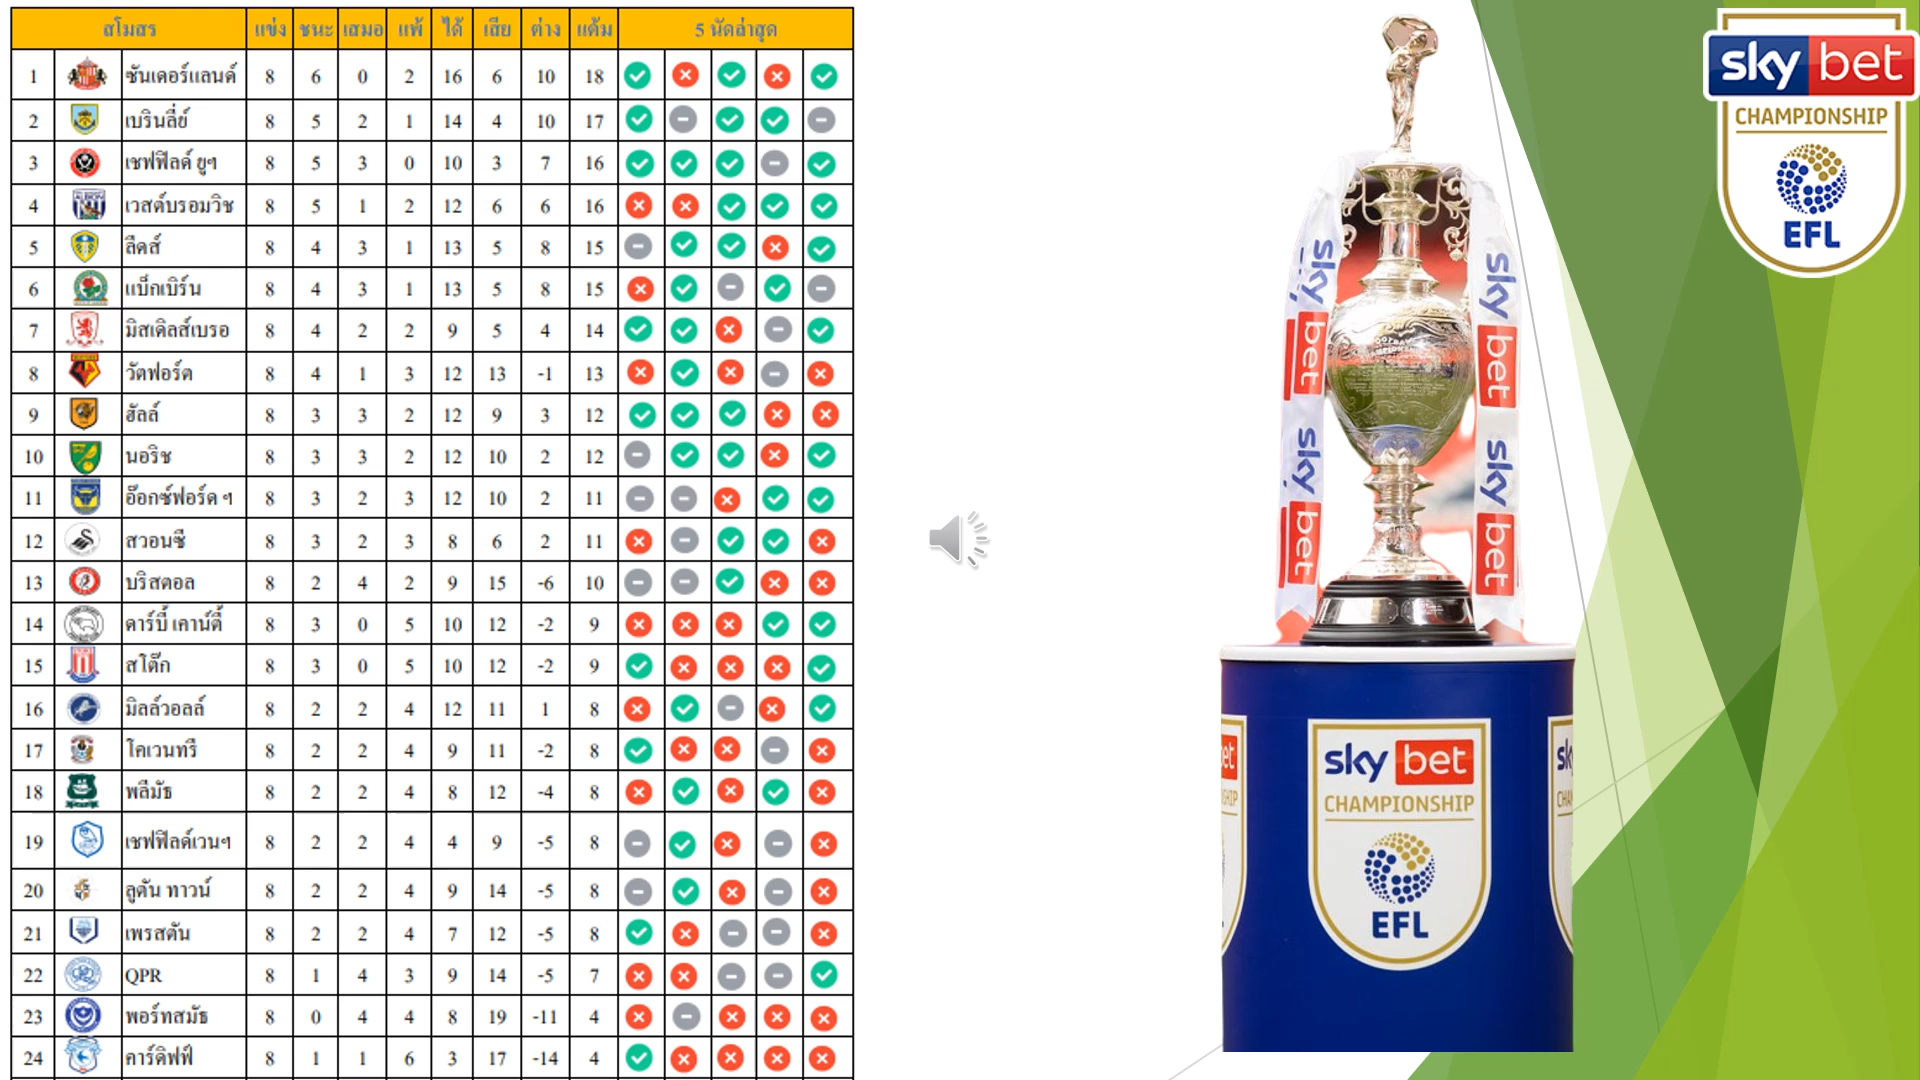 สโมสร แข่ง ชนะ เสมอ แพ้ ได้ เสีย ต่าง แต้ม 5 นัดล่าสุด
1 ซันเดอร์แลนด์ 8 6 0 2 16 6 10 18
2 เบรินลี่ย์ 8 5 2 1 14 4 10 17
3 เชฟฟิลด์ ยูฯ 8 5 3 0 10 3 7 16
4 เวสต์บรอมวิช 8 5 1 2 12 6 6 16
5 ลีดส์ 8 4 3 1 13 5 8 15
6 แบ็กเบิร์น 8 4 3 1 13 5 8 15
7 มิสเดิลส์เบรอ 8 4 2 2 9 5 4 14
8 วัตฟอร์ต 8 4 1 3 12 13 -1 13
9 ฮัลล์ 8 3 3 2 12 9 3 12
10 นอริช 8 3 3 2 12 10 2 12
11 อ๊อกซ์ฟอร์ด ฯ 8 3 2 3 12 10 2 11
12 สวอนซี 8 3 2 3 8 6 2 11
13 บริสตอล 8 2 4 2 9 15 -6 10
14 ดาร์บี้ เคาน์ตี้ 8 3 0 5 10 12 -2 9
15 สโต๊ก 8 3 0 5 10 12 -2 9
16 มิลล์วอลล์ 8 2 2 4 12 11 1 8
17 โคเวนทรี 8 2 2 4 9 11 -2 8
18 พลีมัธ 8 2 2 4 8 12 -4 8
19 เชฟฟิลด์เวนฯ 8 2 2 4 4 9 -5 8
20 ลูตัน ทาวน์ 8 2 2 4 9 14 -5 8
21 เพรสตัน 8 2 2 4 7 12 -5 8
22 QPR 8 1 4 3 9 14 -5 7
23 พอร์ทสมัธ 8 0 4 4 8 19 -11 4
24 คาร์ดิฟฟ์ 8 1 1 6 3 17 -14 4
sky bet
CHAMPIONSHIP
EFL
sky bet
sky bet
sky bet
sky bet
sky bet
CHAMPIONSHIP
EFL